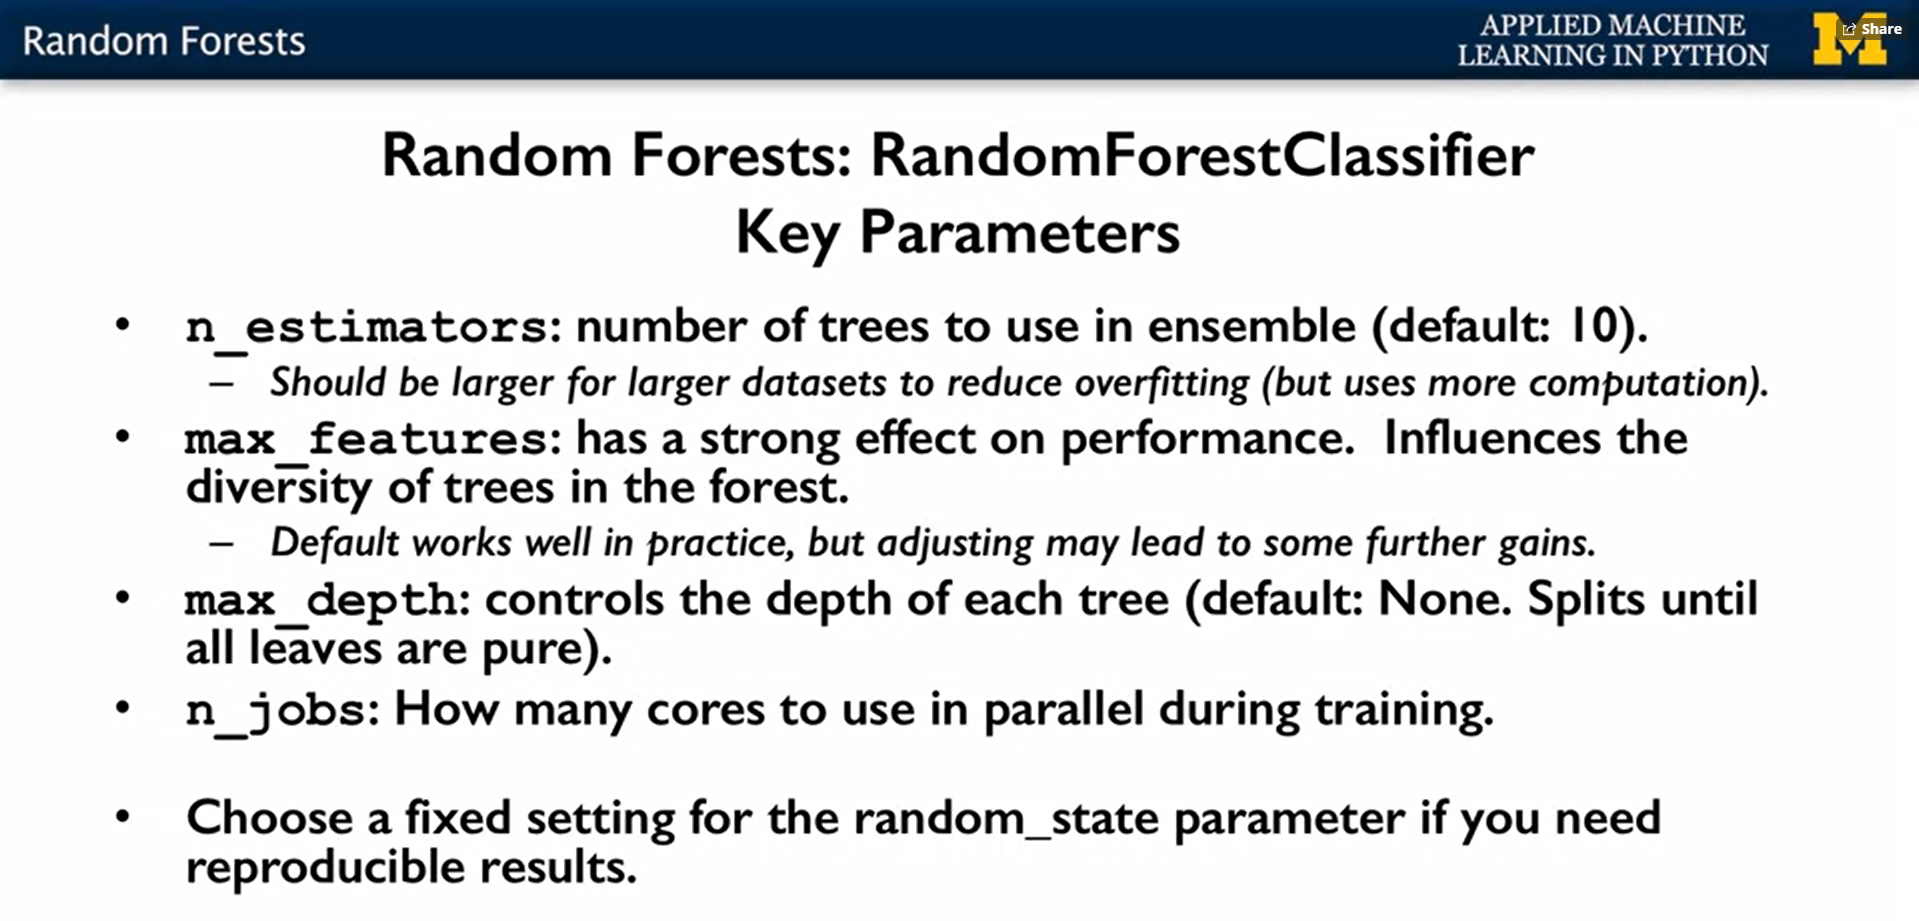 Random Forests
APPLIED MACHINE
LEARNING IN PYTHON
M
Share
Random Forests: RandomForestClassifier
Key Parameters
• n_estimators: number of trees to use in ensemble (default: 10).
– Should be larger for larger datasets to reduce overfitting (but uses more computation).
• max_features: has a strong effect on performance. Influences the
diversity of trees in the forest.
– Default works well in practice, but adjusting may lead to some further gains.
• max_depth: controls the depth of each tree (default: None. Splits until
all leaves are pure).
• n_jobs: How many cores to use in parallel during training.
• Choose a fixed setting for the random_state parameter if you need
reproducible results.